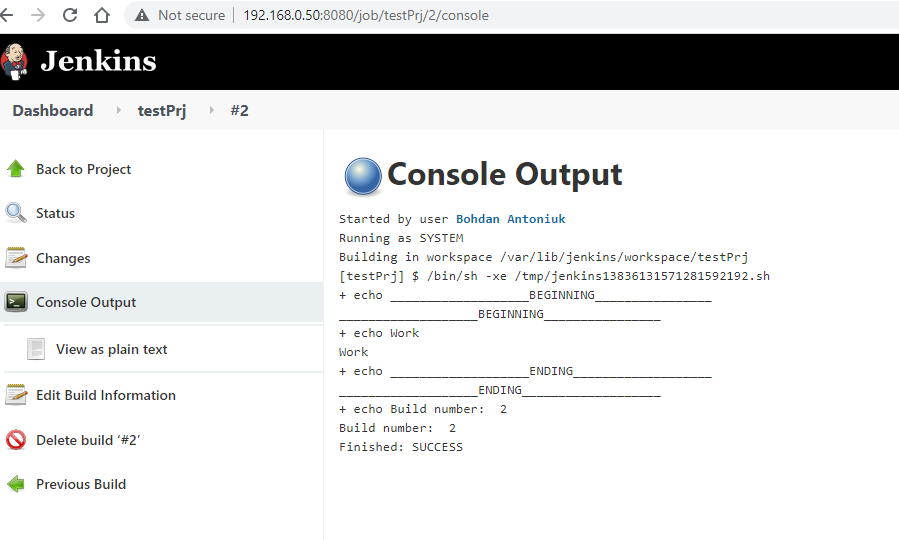 Not secure | 192.168.0.50:8080/job/testPrj/2/console
Jenkins
Dashboard testPrj #2
Back to Project
Status
Changes
Console Output
View as plain text
Edit Build Information
Delete build ‘#2’
Previous Build
Console Output
Started by user Bohdan Antoniuk
Running as SYSTEM
Building in workspace /var/lib/jenkins/workspace/testPrj
[testPrj] $ /bin/sh -xe /tmp/jenkins13836131571281592192.sh
+ echo ___________________BEGINNING________________
___________________BEGINNING________________
+ echo Work
Work
+ echo ___________________ENDING___________________
___________________ENDING___________________
+ echo Build number:  2
Build number:  2
Finished: SUCCESS